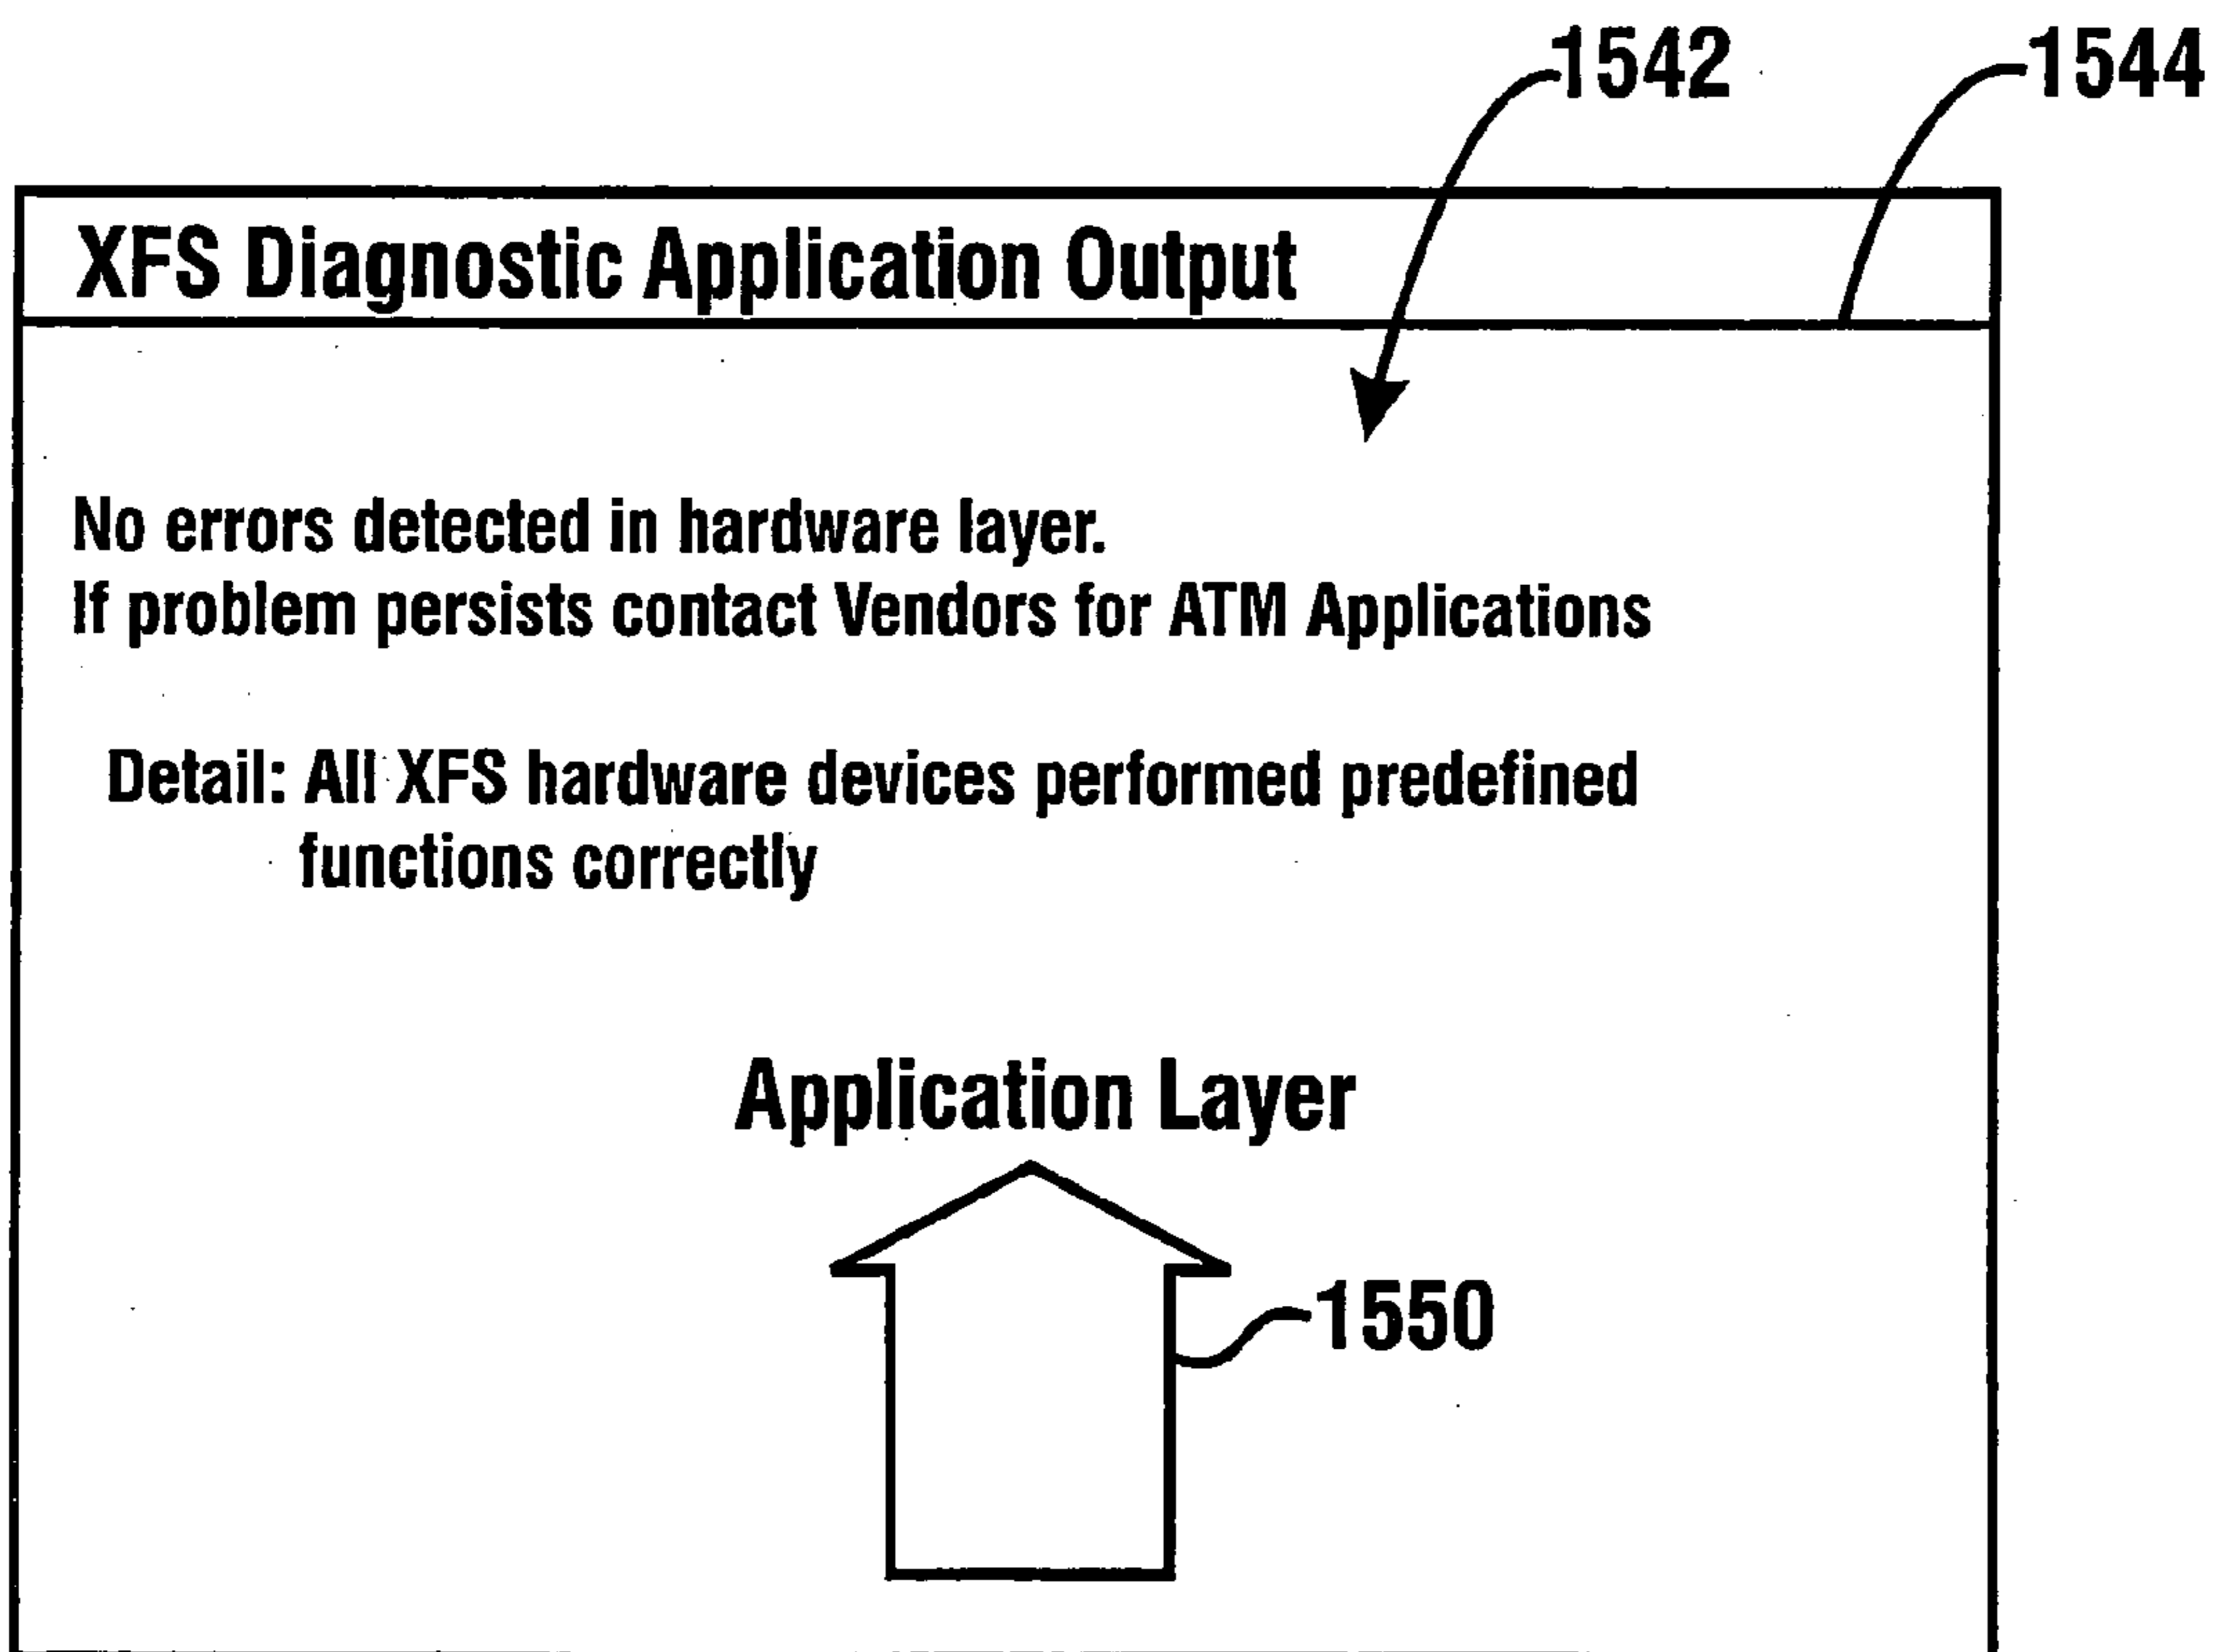 1542
1544
XFS Diagnostic Application Output
No errors detected in hardware layer.
If problem persists contact Vendors for ATM Applications
Detail: All XFS hardware devices performed predefined
functions correctly
Application Layer
1550